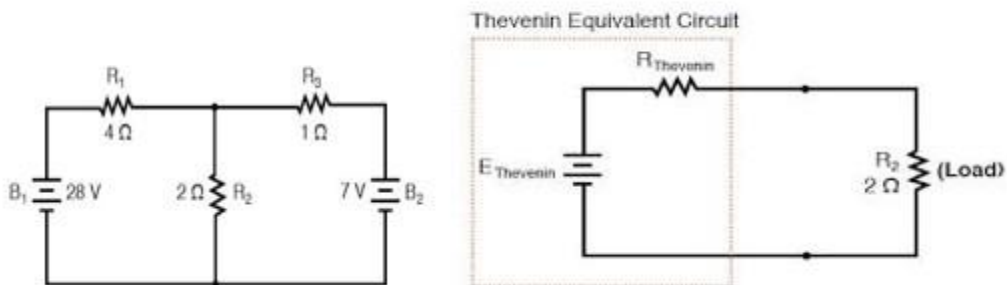 Thevenin Equivalent Circuit
R1
4 Ω
R3
1 Ω
B1
28 V
2 Ω
R2
7 V
B2
RThevenin
EThevenin
R2
2 Ω
(Load)